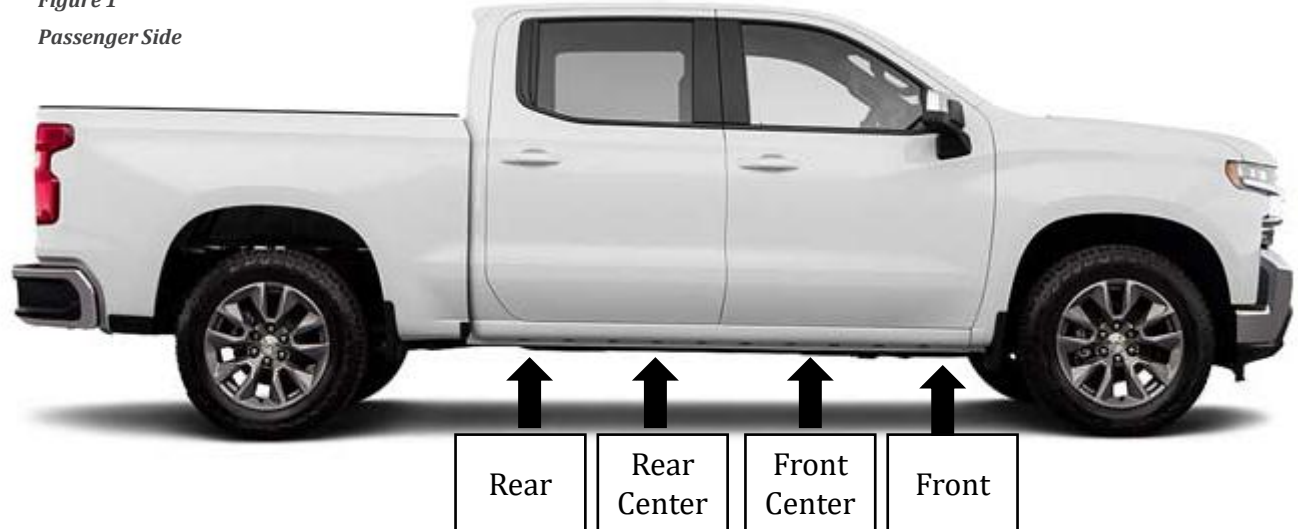 Figure 1
Passenger Side
Rear
Rear
Center
Front
Center
Front